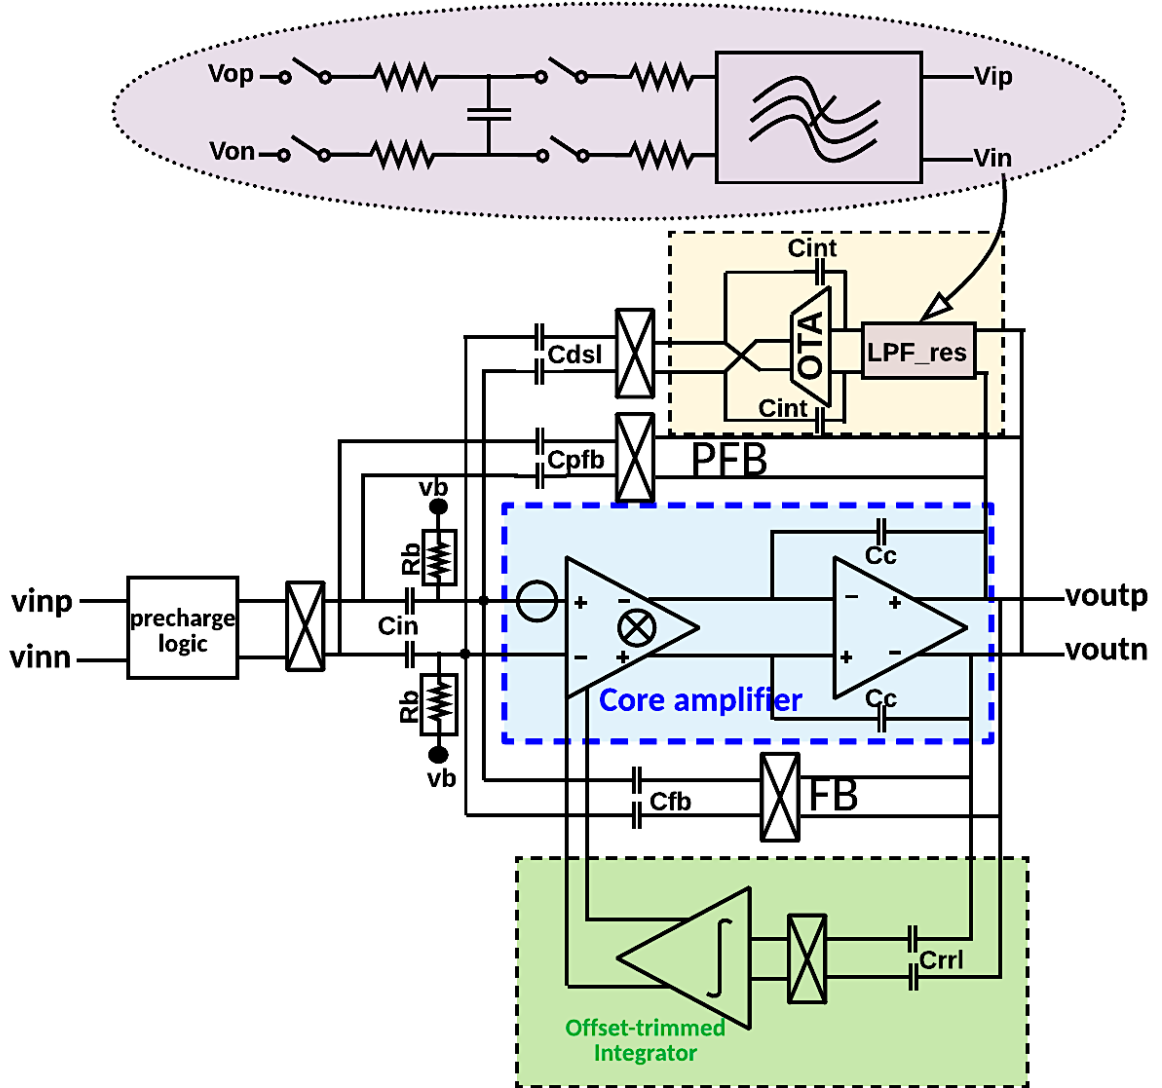 Vop
Vip
Von
Vin
Cint
OTA
LPF_res
Cdsl
Cint
Cpfb
PFB
vb
Rb
Cc
+
−
−
+
vinp
precharge
logic
Cin
voutp
vinn
−
+
+
−
voutn
Rb
Core amplifier
Cc
vb
Cfb
FB
∫
Crrl
Offset-trimmed
Integrator